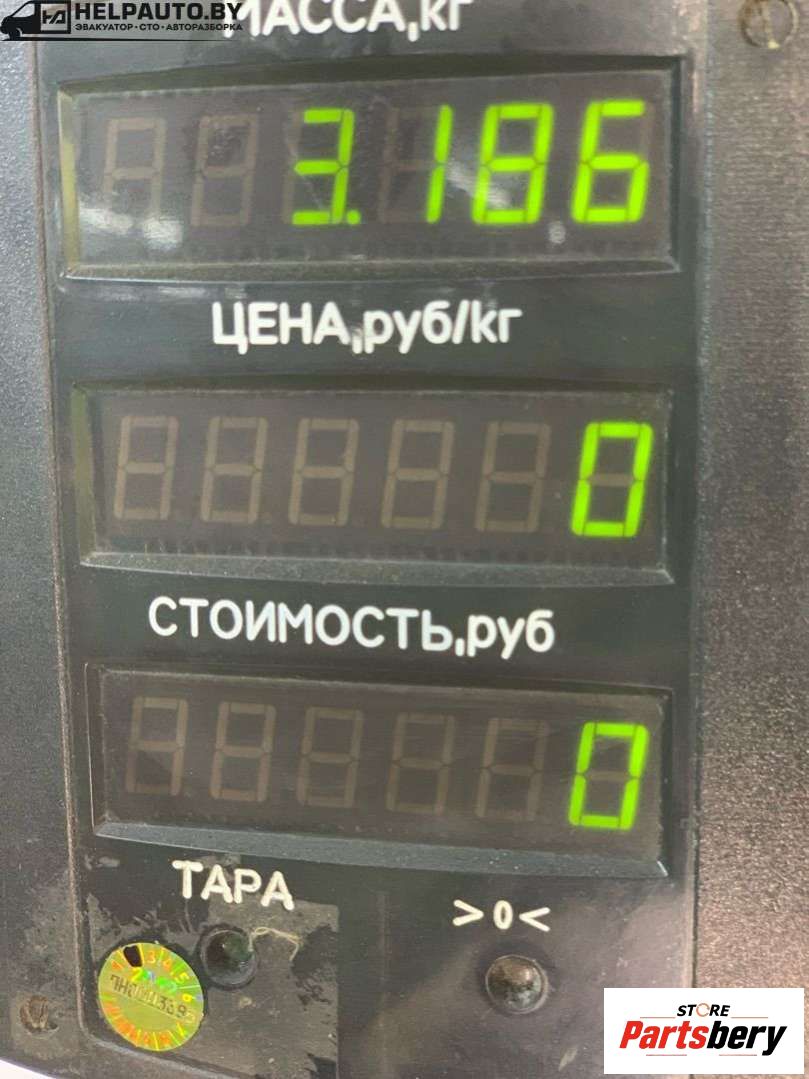 HELPAUTO.BY
ЭВАКУАТОР•СТО•АВТОРАЗБОРКА
МАССА,кг
3.186
ЦЕНА,руб/кг
0
СТОИМОСТЬ,руб
0
ТАРА
>0<
STORE
Partsbery